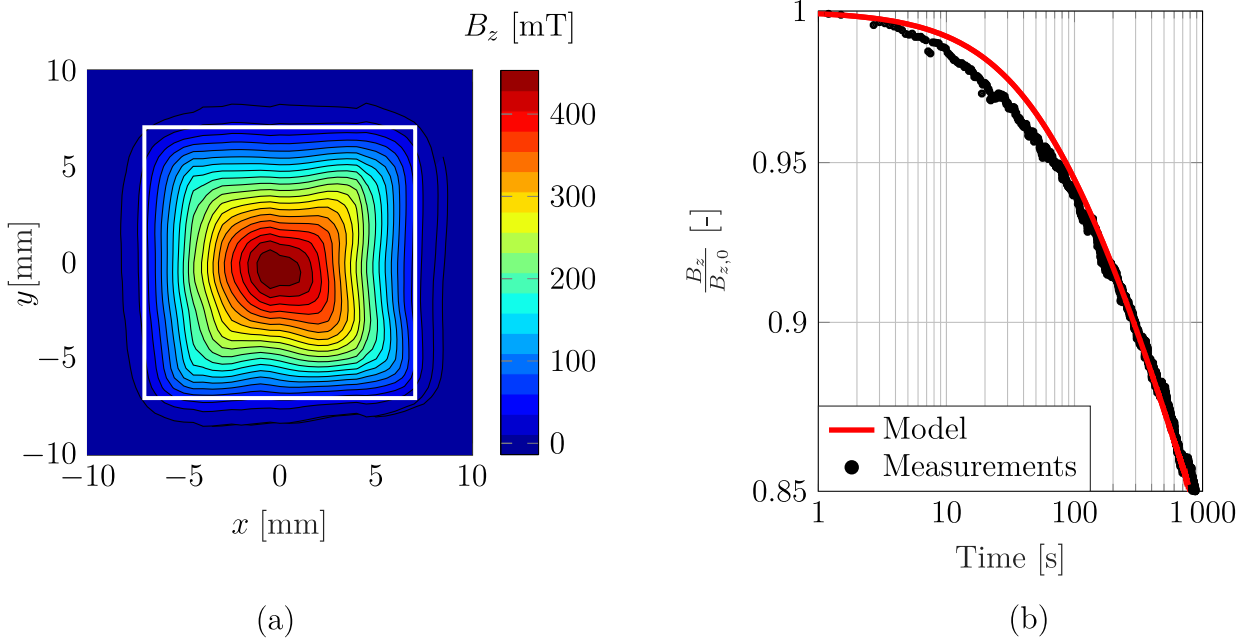 B_z [mT]
10
5
0
−5
−10
y[mm]
−10
−5
0
5
10
x [mm]
400
300
200
100
0
(a)
1
0.95
0.9
0.85
B_z/B_{z,0} [-]
Model
Measurements
1
10
100
1 000
Time [s]
(b)